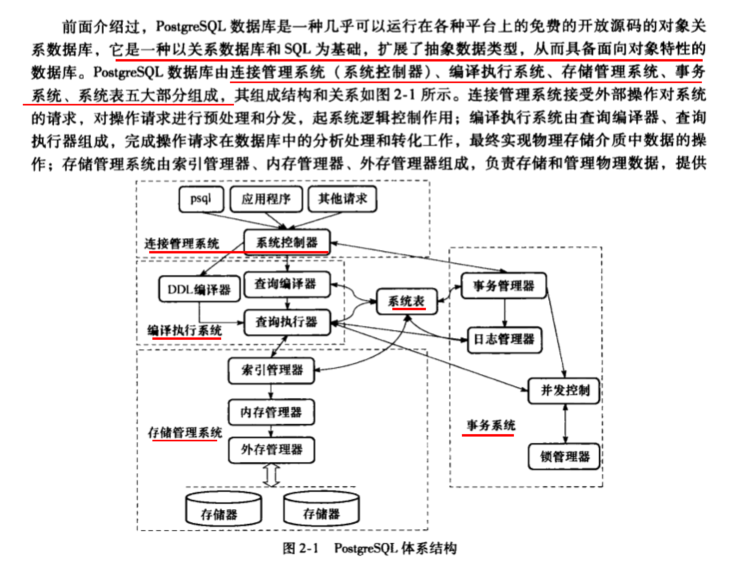 前面介绍过，PostgreSQL 数据库是一种几乎可以运行在各种平台上的免费的开放源码的对象关
系数据库，它是一种以关系数据库和 SQL 为基础，扩展了抽象数据类型，从而具备面向对象特性的
数据库。PostgreSQL 数据库由连接管理系统（系统控制器）、编译执行系统、存储管理系统、事务
系统、系统表五大部分组成，其组成结构和关系如图 2-1 所示。连接管理系统接受外部操作对系统
的请求，对操作请求进行预处理和分发，起系统逻辑控制作用；编译执行系统由查询编译器、查询
执行器组成，完成操作请求在数据库中的分析处理和转化工作，最终实现物理存储介质中数据的操
作；存储管理系统由索引管理器、内存管理器、外存管理器组成，负责存储和管理物理数据，提供
psql
应用程序
其他请求
连接管理系统
系统控制器
DDL编译器
查询编译器
系统表
事务管理器
编译执行系统
查询执行器
日志管理器
索引管理器
并发控制
内存管理器
存储管理系统
事务系统
外存管理器
锁管理器
存储器
存储器
图 2-1 PostgreSQL 体系结构